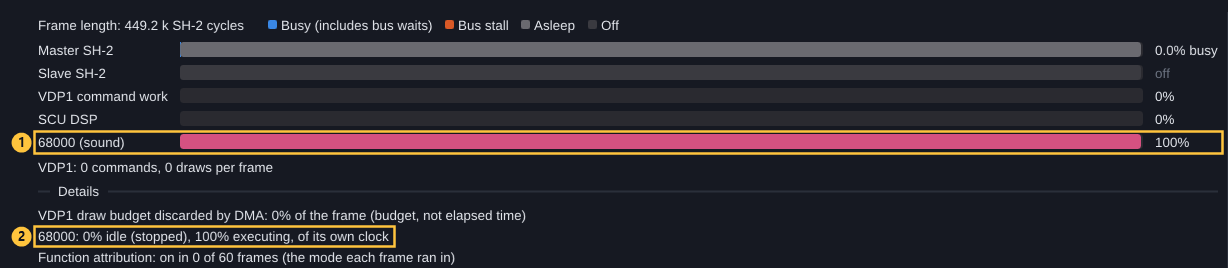 Frame length: 449.2 k SH-2 cycles Busy (includes bus waits) Bus stall Asleep Off
Master SH-2 0.0% busy
Slave SH-2 off
VDP1 command work 0%
SCU DSP 0%
1 68000 (sound) 100%
VDP1: 0 commands, 0 draws per frame
Details
VDP1 draw budget discarded by DMA: 0% of the frame (budget, not elapsed time)
2 68000: 0% idle (stopped), 100% executing, of its own clock
Function attribution: on in 0 of 60 frames (the mode each frame ran in)